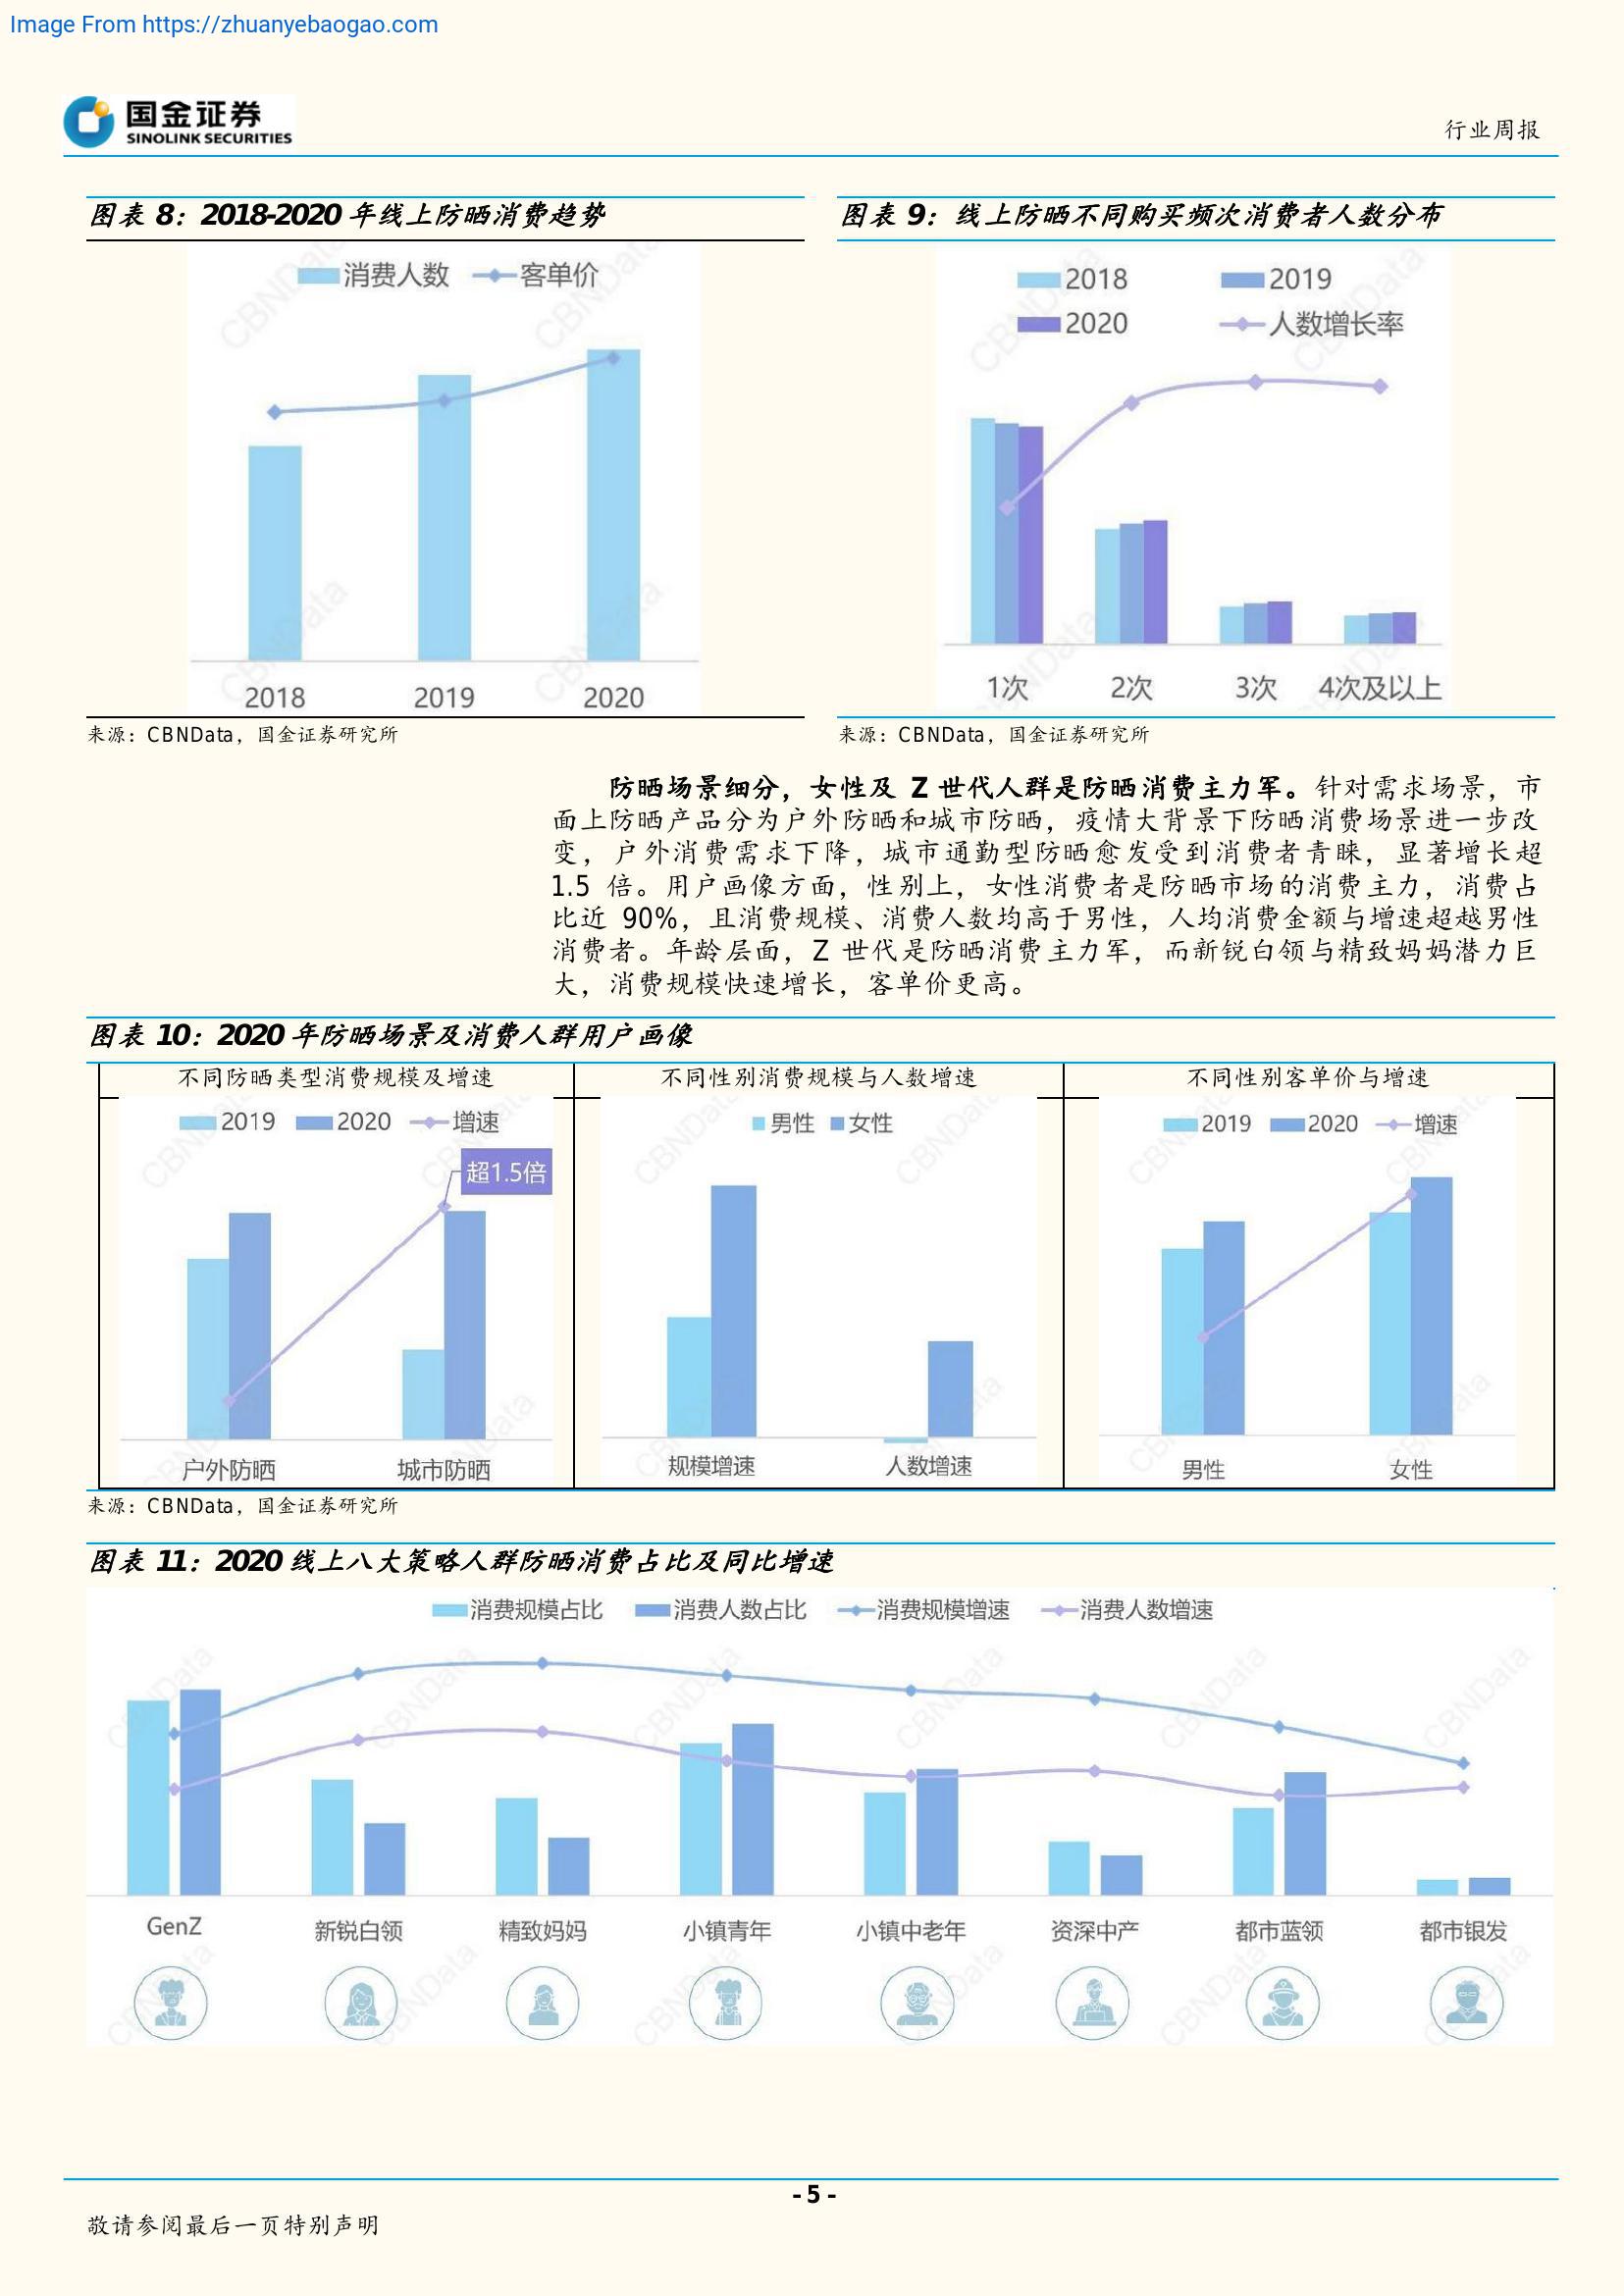 Image From https://zhuanyebaogao.com
国金证券
SINOLINK SECURITIES
行业周报
图表 8：2018-2020 年线上防晒消费趋势
消费人数 客单价
2018 2019 2020
来源：CBNData，国金证券研究所
图表 9：线上防晒不同购买频次消费者人数分布
2018 2019
2020 人数增长率
1次 2次 3次 4次及以上
来源：CBNData，国金证券研究所
防晒场景细分，女性及 Z 世代人群是防晒消费主力军。针对需求场景，市
面上防晒产品分为户外防晒和城市防晒，疫情大背景下防晒消费场景进一步改
变，户外消费需求下降，城市通勤型防晒愈发受到消费者青睐，显著增长超
1.5 倍。用户画像方面，性别上，女性消费者是防晒市场的消费主力，消费占
比近 90%，且消费规模、消费人数均高于男性，人均消费金额与增速超越男性
消费者。年龄层面，Z 世代是防晒消费主力军，而新锐白领与精致妈妈潜力巨
大，消费规模快速增长，客单价更高。
图表 10：2020 年防晒场景及消费人群用户画像
不同防晒类型消费规模及增速
2019 2020 增速
超1.5倍
户外防晒 城市防晒
不同性别消费规模与人数增速
男性 女性
规模增速 人数增速
不同性别客单价与增速
2019 2020 增速
男性 女性
来源：CBNData，国金证券研究所
图表 11：2020 线上八大策略人群防晒消费占比及同比增速
消费规模占比 消费人数占比 消费规模增速 消费人数增速
GenZ 新锐白领 精致妈妈 小镇青年 小镇中老年 资深中产 都市蓝领 都市银发
- 5 -
敬请参阅最后一页特别声明